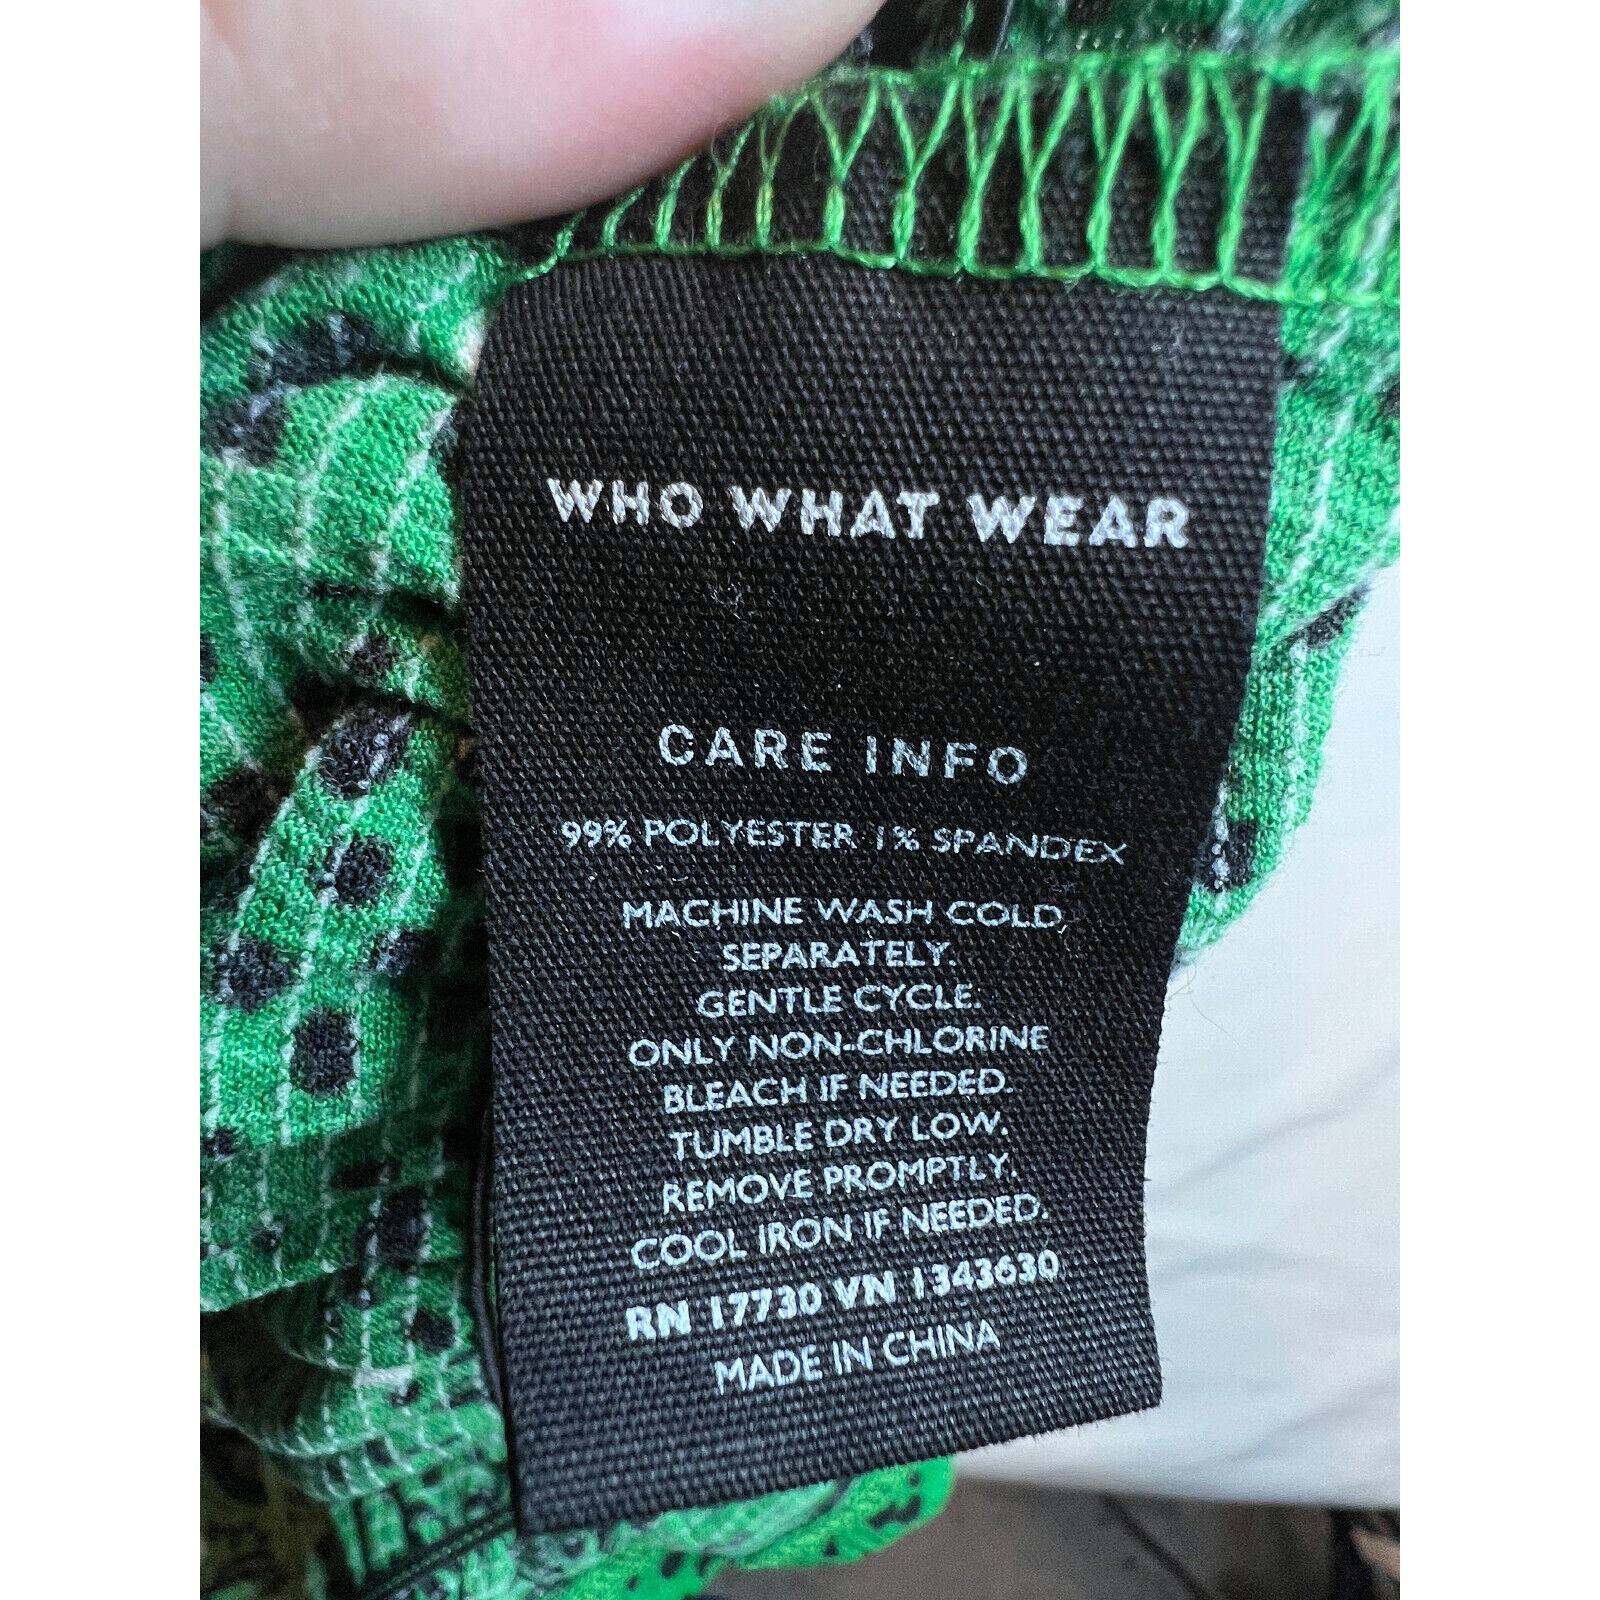 WHO WHAT WEAR
CARE INFO
99% POLYESTER 1% SPANDEX
MACHINE WASH COLD,
SEPARATELY.
GENTLE CYCLE.
ONLY NON-CHLORINE
BLEACH IF NEEDED.
TUMBLE DRY LOW.
REMOVE PROMPTLY.
COOL IRON IF NEEDED.
RN 17730 VN 1343630
MADE IN CHINA